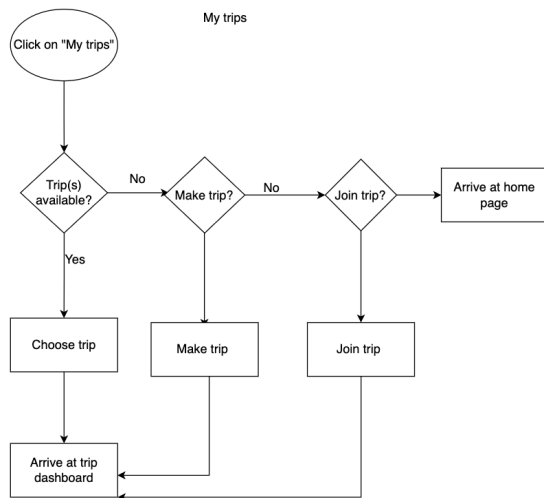 My trips
Click on "My trips"
Trip(s)
available?
No
Make trip?
No
Join trip?
Arrive at home
page
Yes
Choose trip
Make trip
Join trip
Arrive at trip
dashboard